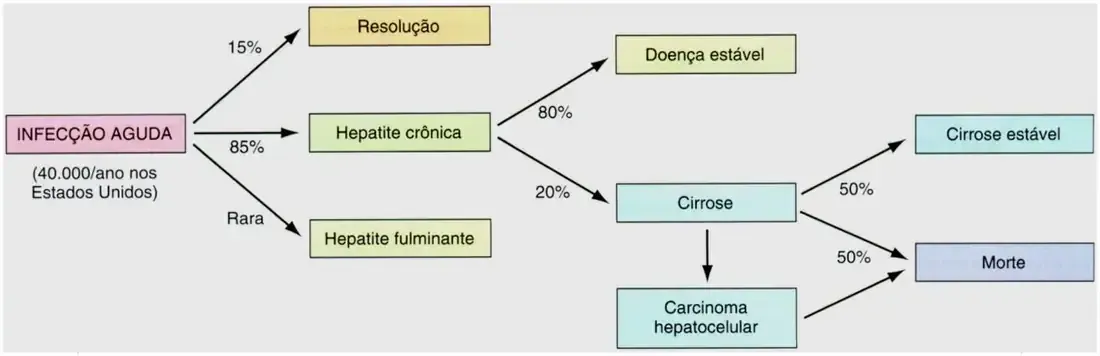 Resolução
15%
Doença estável
80%
INFECÇÃO AGUDA
Hepatite crônica
Cirrose estável
85%
(40.000/ano nos
Estados Unidos)
20%
Cirrose
50%
Rara
Hepatite fulminante
50%
Morte
Carcinoma
hepatocelular